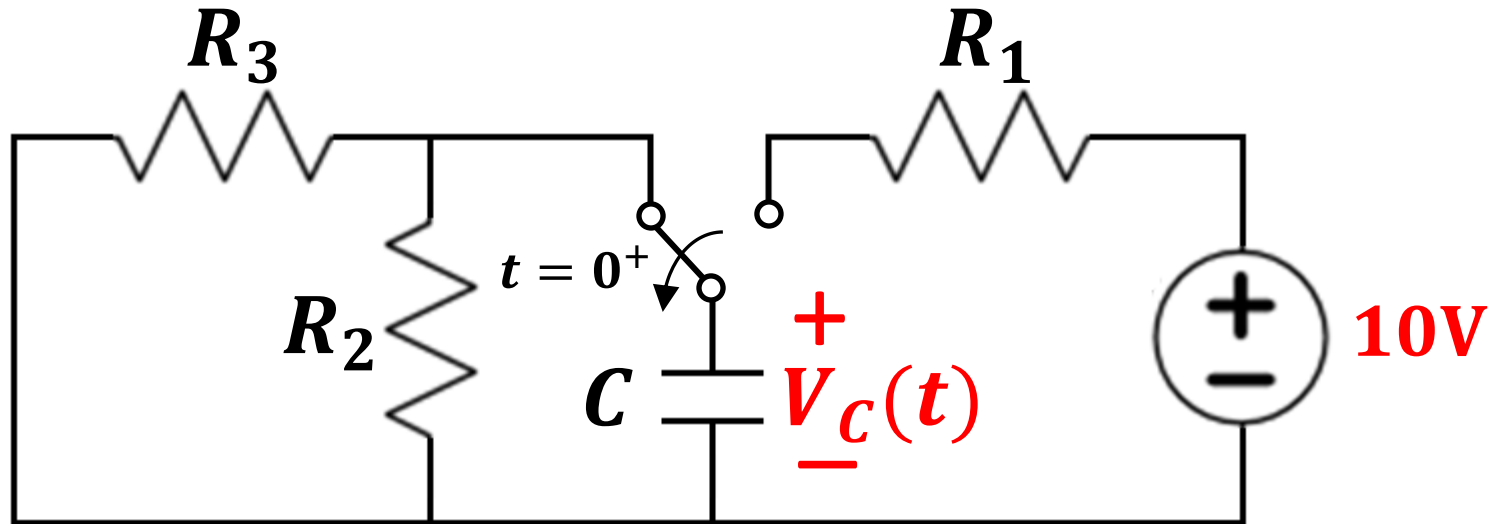 R3
R1
t = 0+
R2
10V
C
VC(t)